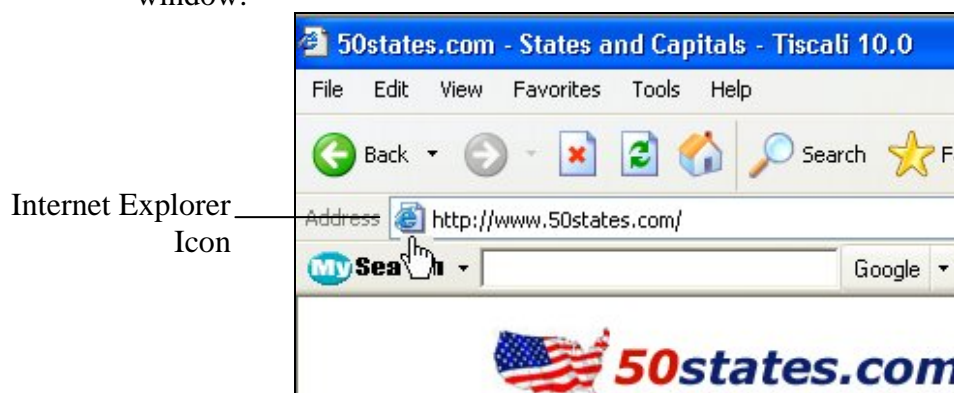 window.
50states.com - States and Capitals - Tiscali 10.0
File Edit View Favorites Tools Help
Back Search
Internet Explorer
Icon
Address http://www.50states.com/
My Google
50states.com